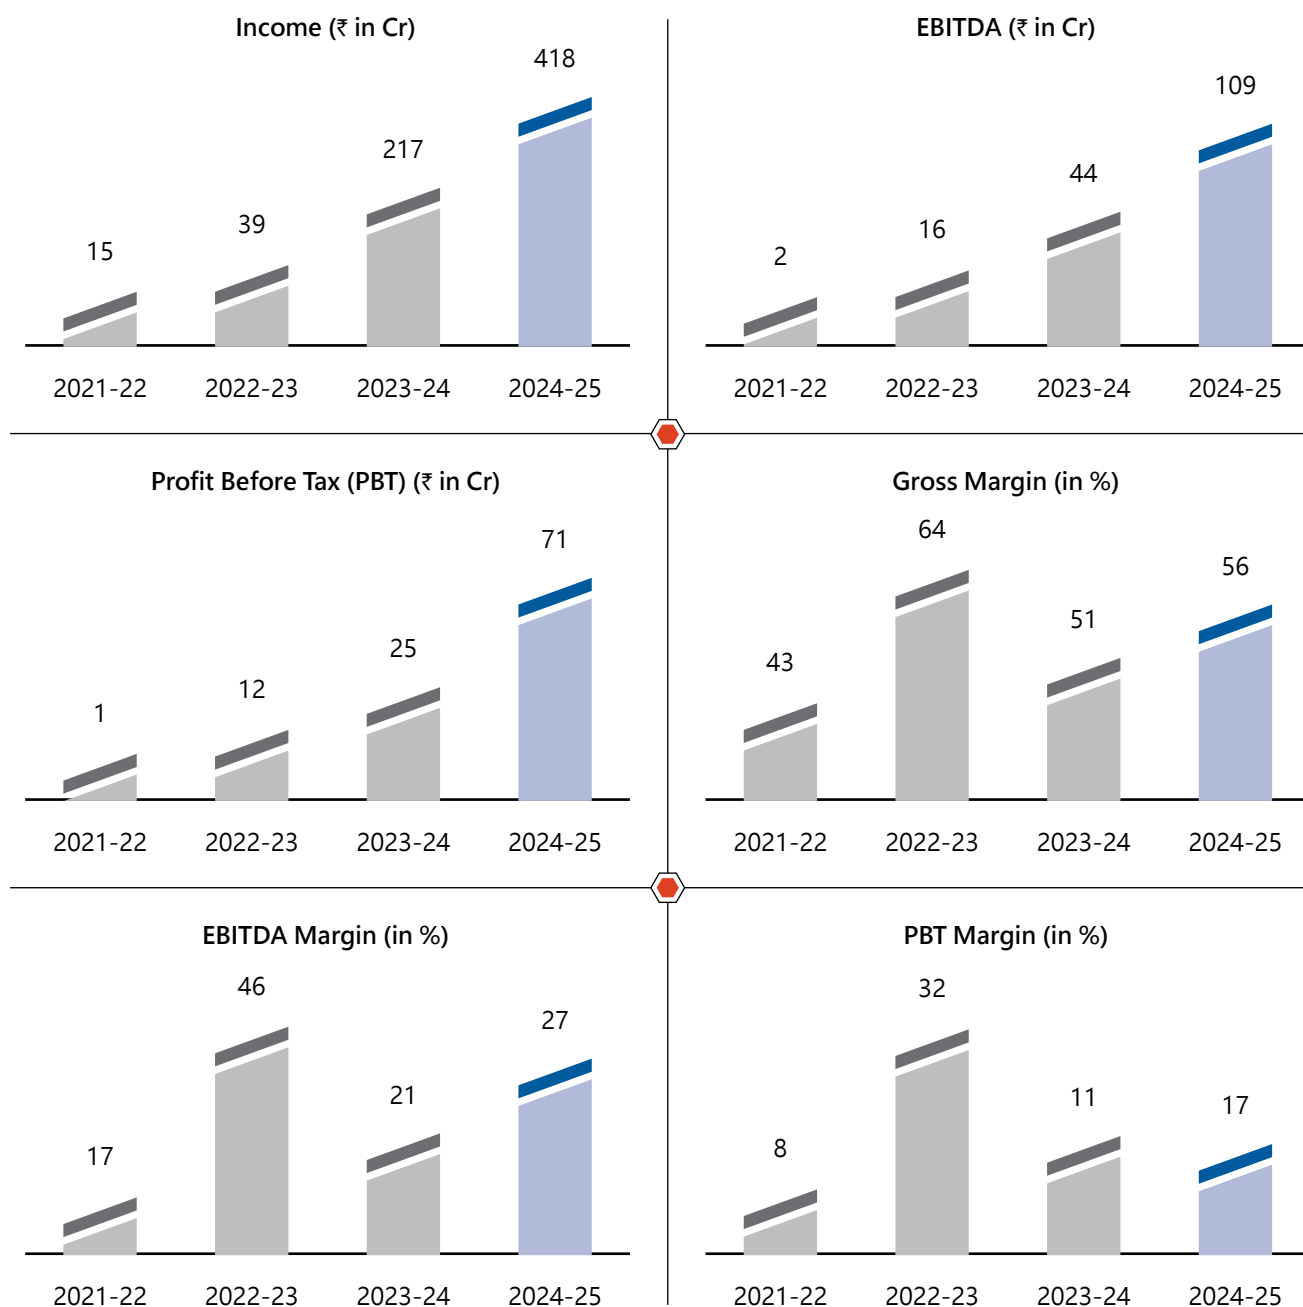 Income (₹ in Cr)
418
217
39
15
2021-22 2022-23 2023-24 2024-25
EBITDA (₹ in Cr)
109
44
16
2
2021-22 2022-23 2023-24 2024-25
Profit Before Tax (PBT) (₹ in Cr)
71
25
12
1
2021-22 2022-23 2023-24 2024-25
Gross Margin (in %)
64
56
51
43
2021-22 2022-23 2023-24 2024-25
EBITDA Margin (in %)
46
27
21
17
2021-22 2022-23 2023-24 2024-25
PBT Margin (in %)
32
11
17
8
2021-22 2022-23 2023-24 2024-25